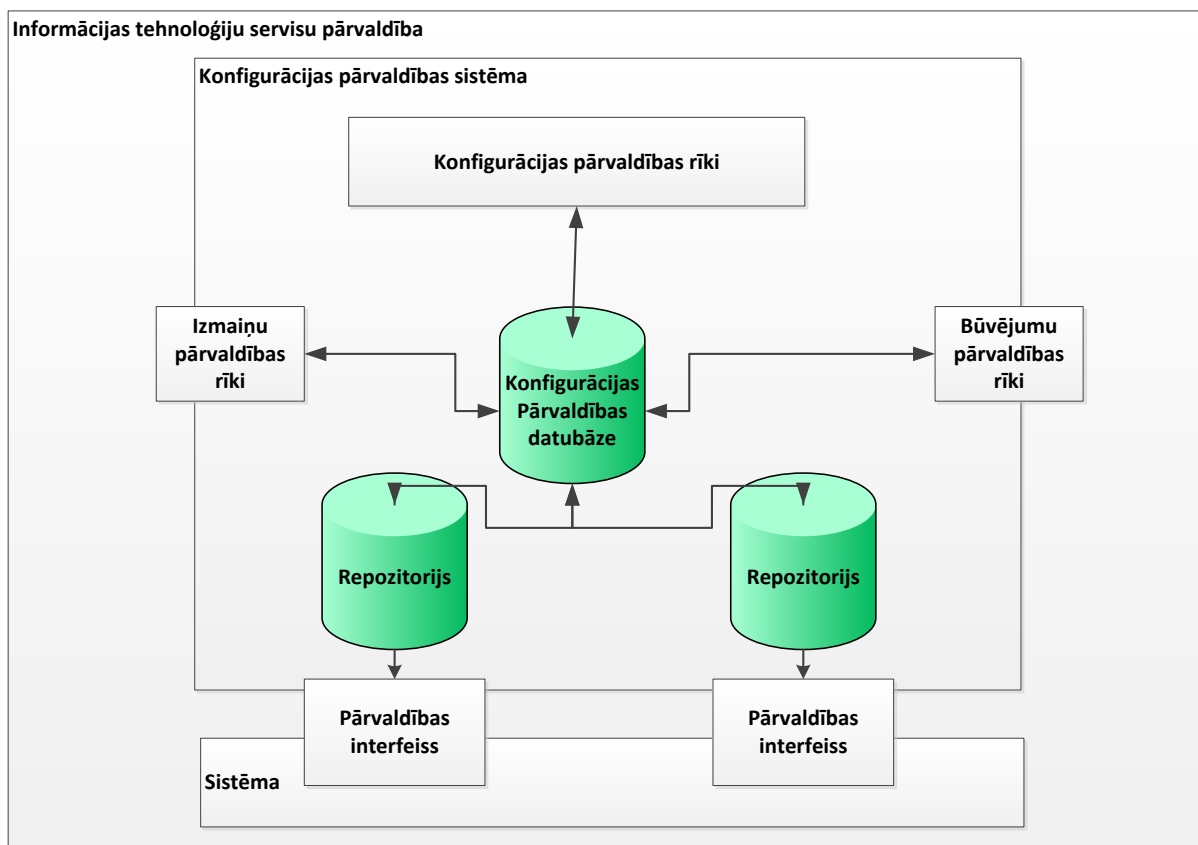 Informācijas tehnoloģiju servisu pārvaldība
Konfigurācijas pārvaldības sistēma
Konfigurācijas pārvaldības rīki
Izmaiņu
pārvaldības
rīki
Būvējumu
pārvaldības
rīki
Konfigurācijas
Pārvaldības
datubāze
Repozitorijs
Repozitorijs
Pārvaldības
interfeiss
Pārvaldības
interfeiss
Sistēma